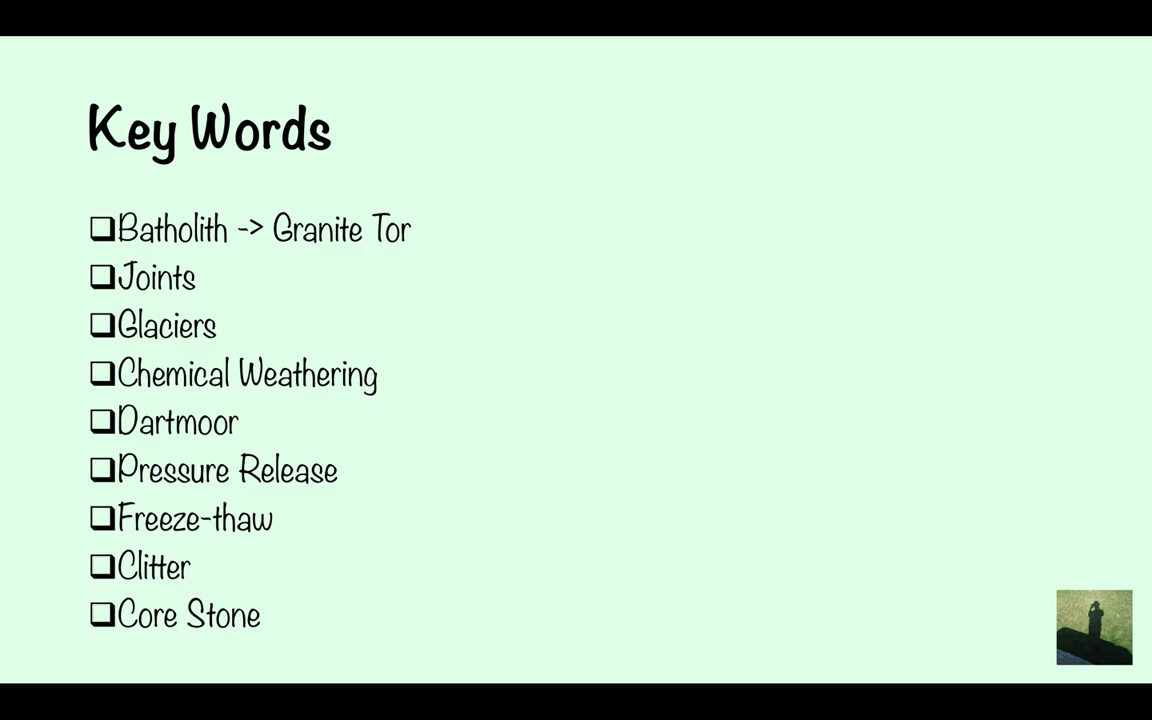 Key Words
❑Batholith -> Granite Tor
❑Joints
❑Glaciers
❑Chemical Weathering
❑Dartmoor
❑Pressure Release
❑Freeze-thaw
❑Clitter
❑Core Stone